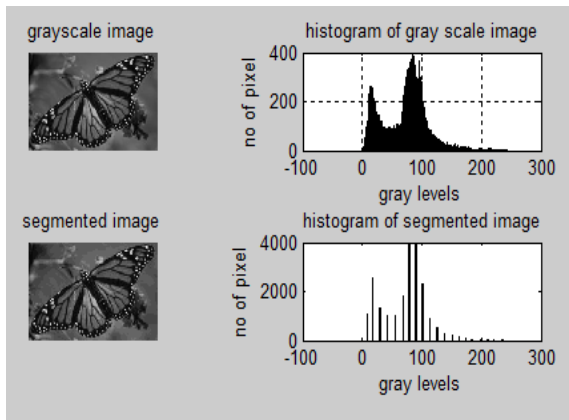 grayscale image
histogram of gray scale image
no of pixel
400
200
0
-100 0 100 200 300
gray levels
segmented image
histogram of segmented image
no of pixel
4000
2000
0
-100 0 100 200 300
gray levels